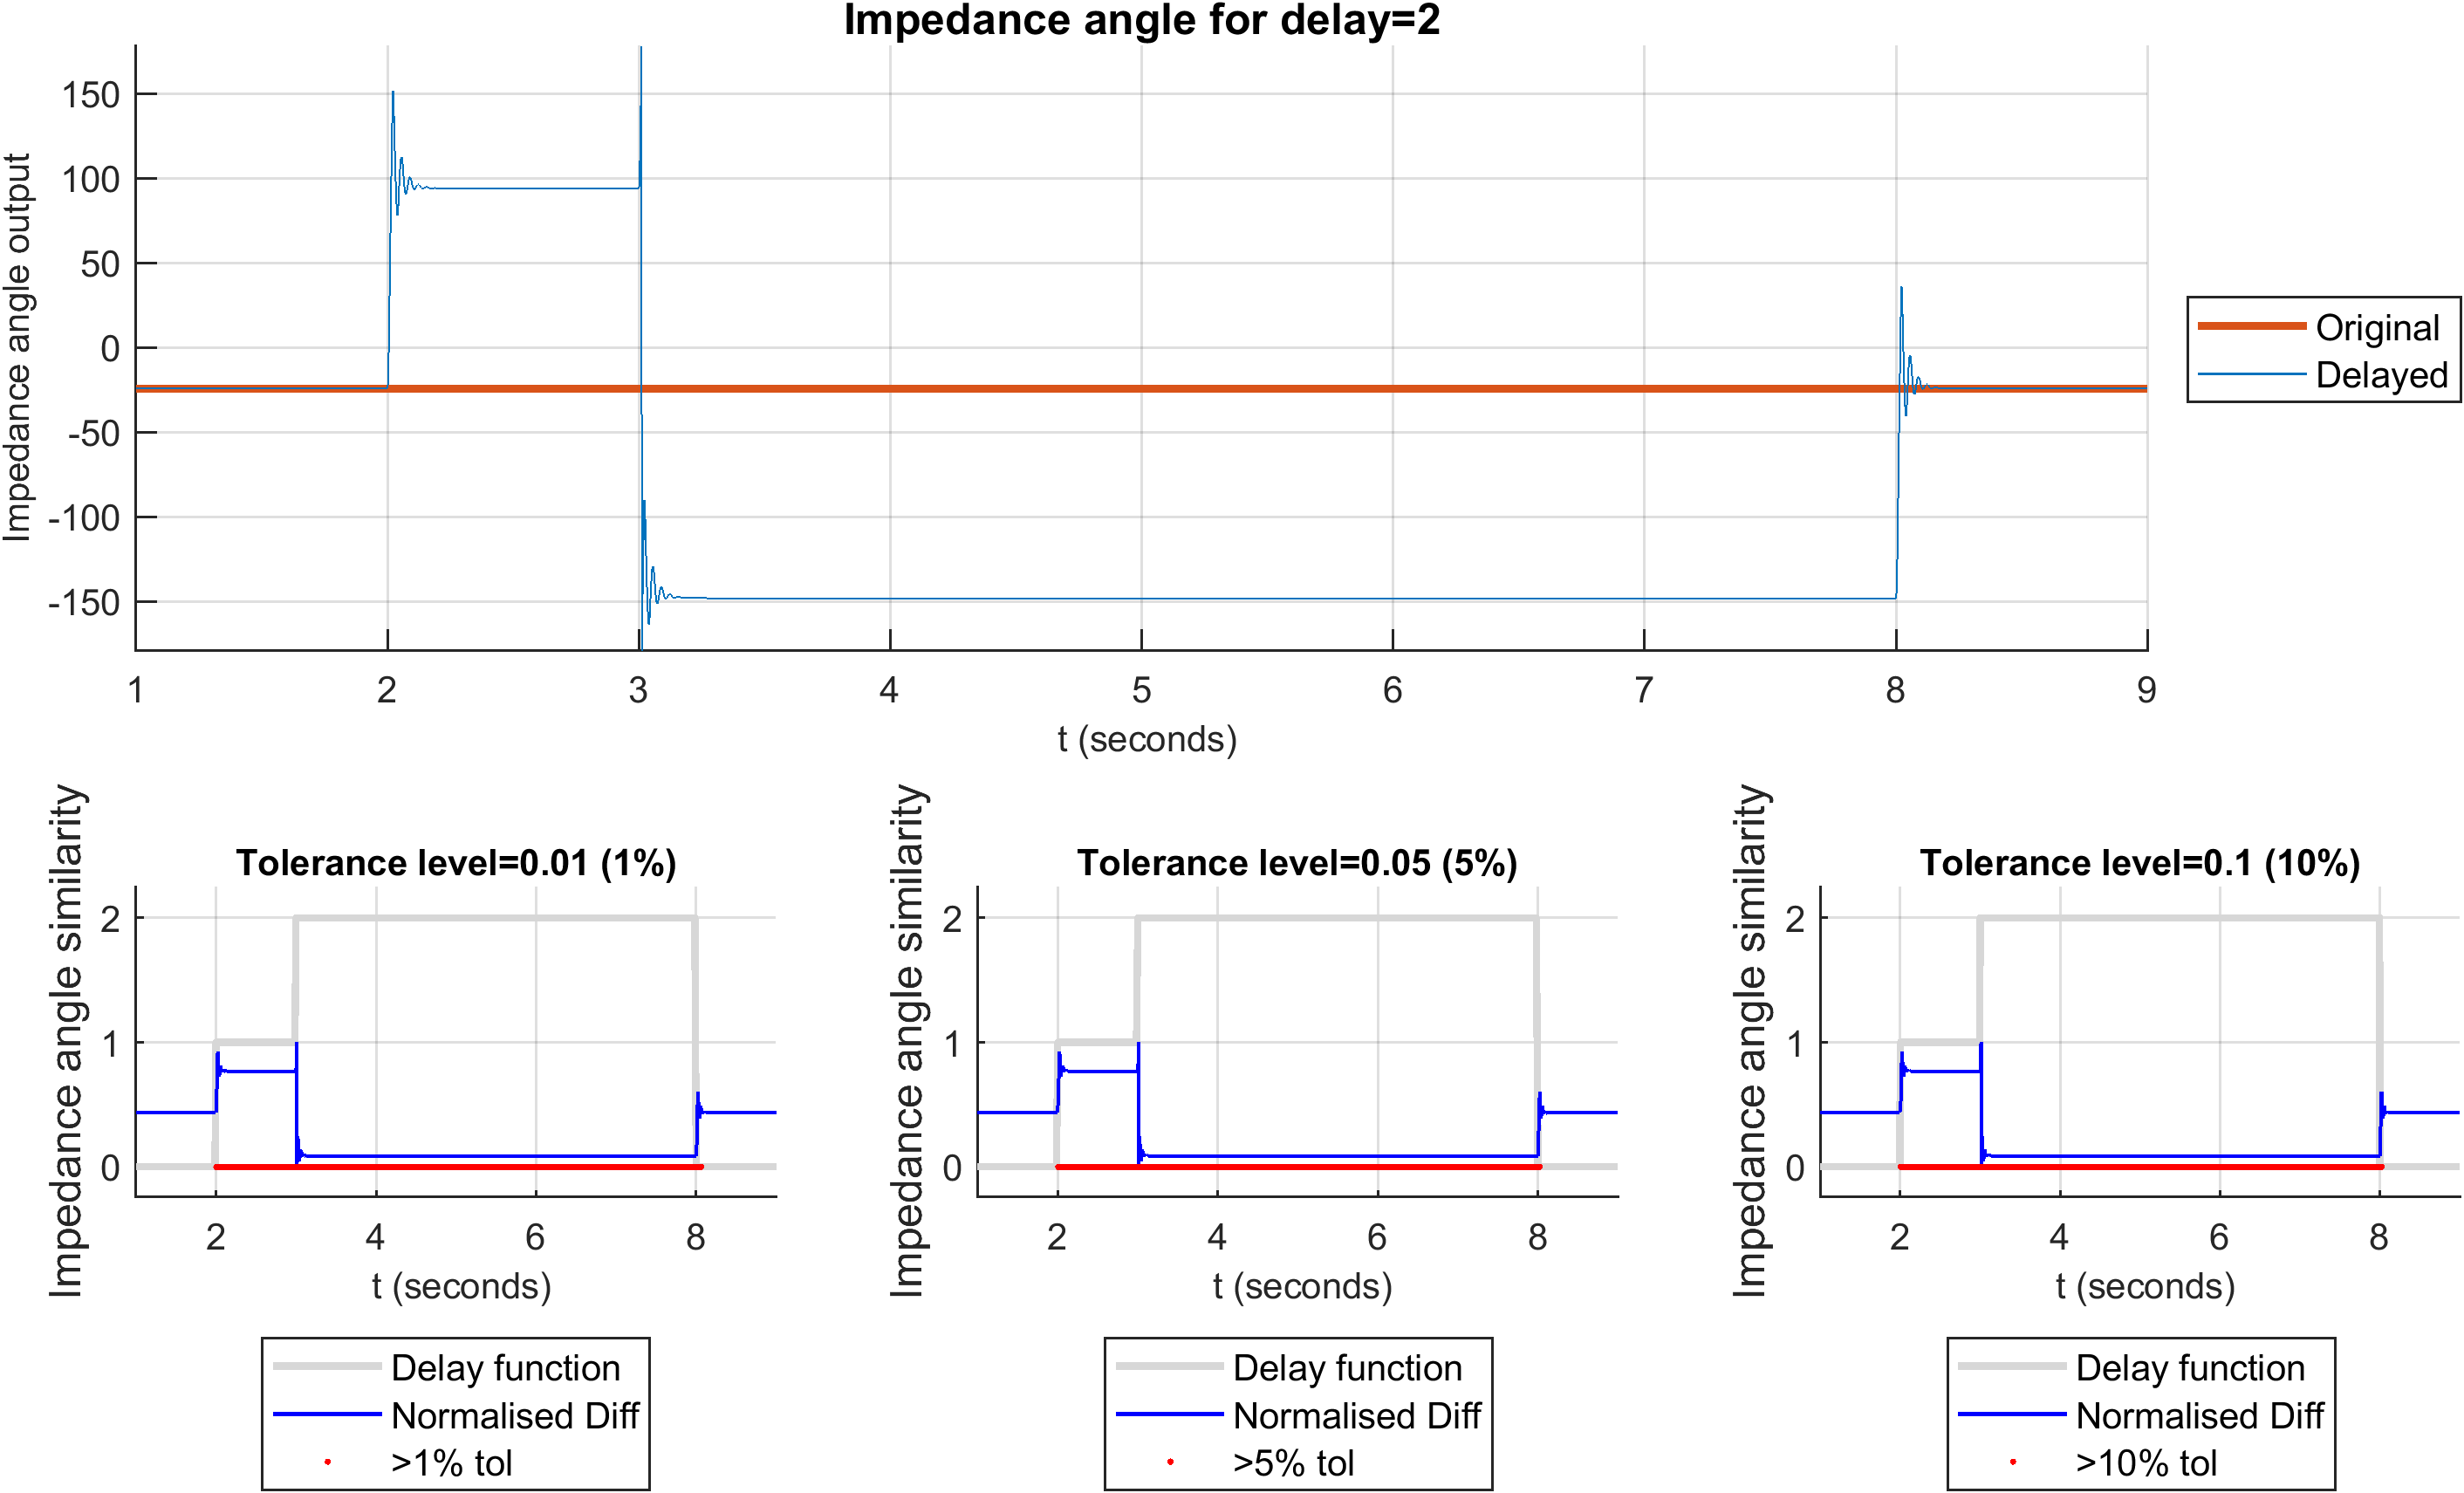 Impedance angle for delay=2
Impedance angle output
150
100
50
0
-50
-100
-150
1 2 3 4 5 6 7 8 9
t (seconds)
Original
Delayed
Tolerance level=0.01 (1%)
Impedance angle similarity
2
1
0
2 4 6 8
t (seconds)
Delay function
Normalised Diff
>1% tol
Tolerance level=0.05 (5%)
Impedance angle similarity
2
1
0
2 4 6 8
t (seconds)
Delay function
Normalised Diff
>5% tol
Tolerance level=0.1 (10%)
Impedance angle similarity
2
1
0
2 4 6 8
t (seconds)
Delay function
Normalised Diff
>10% tol